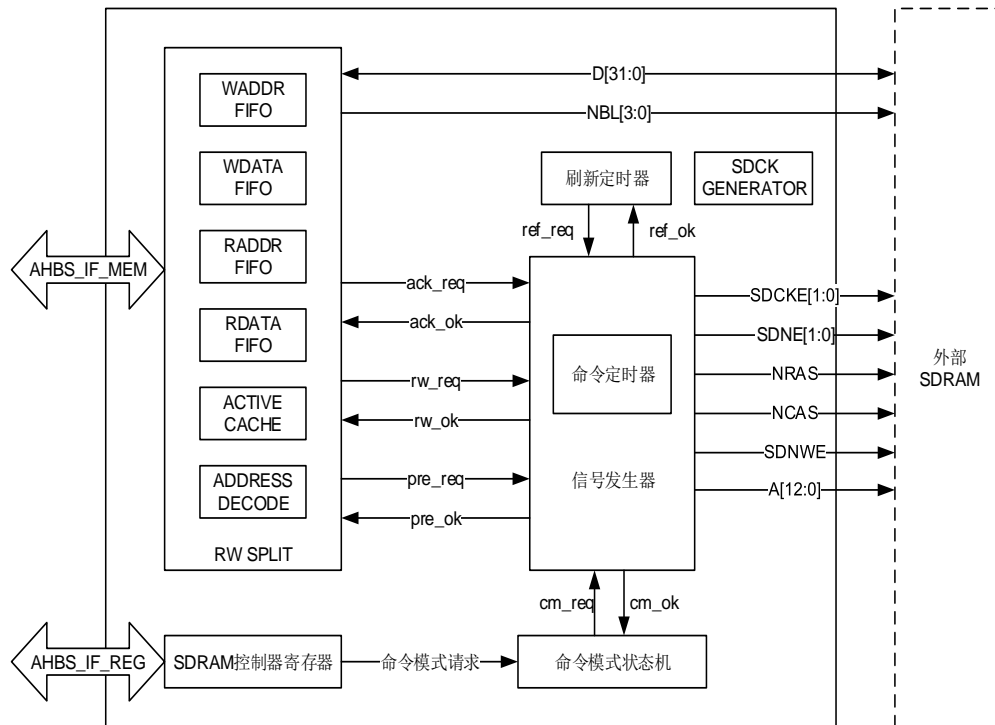 D[31:0]
NBL[3:0]
WADDR
FIFO
WDATA
FIFO
RADDR
FIFO
RDATA
FIFO
ACTIVE
CACHE
ADDRESS
DECODE
RW SPLIT
AHBS_IF_MEM
刷新定时器
SDCK
GENERATOR
ref_req
ref_ok
ack_req
ack_ok
rw_req
rw_ok
pre_req
pre_ok
命令定时器
信号发生器
SDCKE[1:0]
SDNE[1:0]
NRAS
NCAS
SDNWE
A[12:0]
外部
SDRAM
cm_req
cm_ok
AHBS_IF_REG
SDRAM控制器寄存器
命令模式请求
命令模式状态机